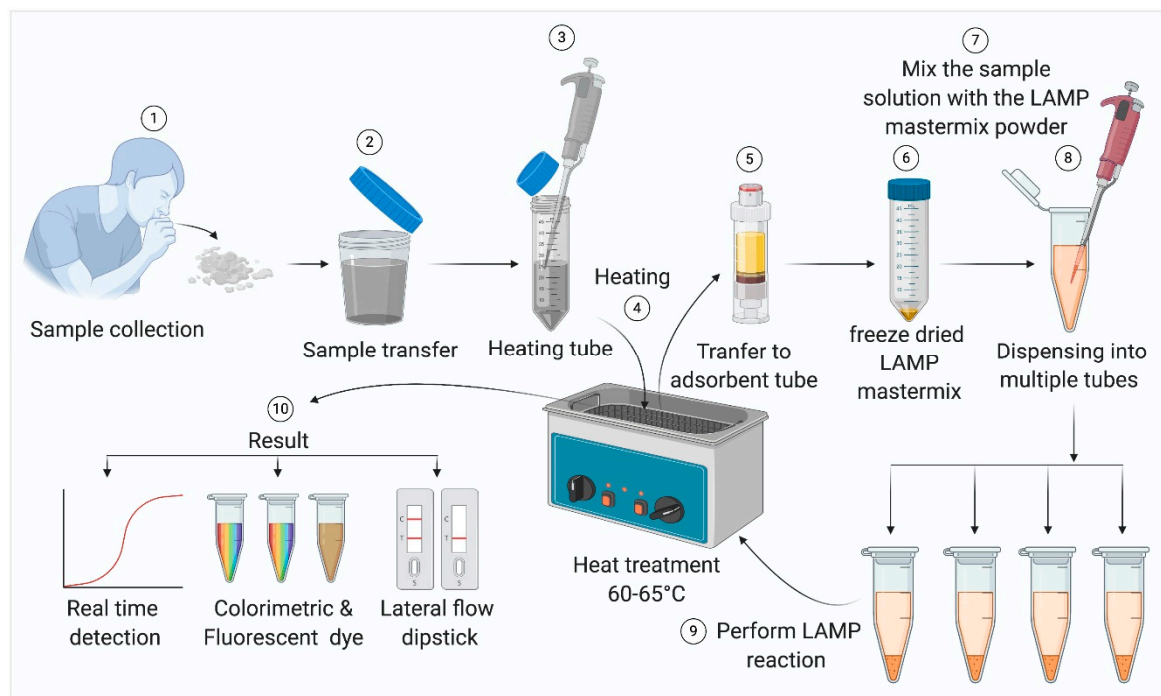 1
Sample collection
2
Sample transfer
3
Heating tube
Heating
4
5
Tranfer to
adsorbent tube
6
freeze dried
LAMP
mastermix
7
Mix the sample
solution with the LAMP
mastermix powder
8
Dispensing into
multiple tubes
9 Perform LAMP
reaction
Heat treatment
60-65°C
10
Result
Real time
detection
Colorimetric &
Fluorescent dye
Lateral flow
dipstick
C
T
S
C
T
S